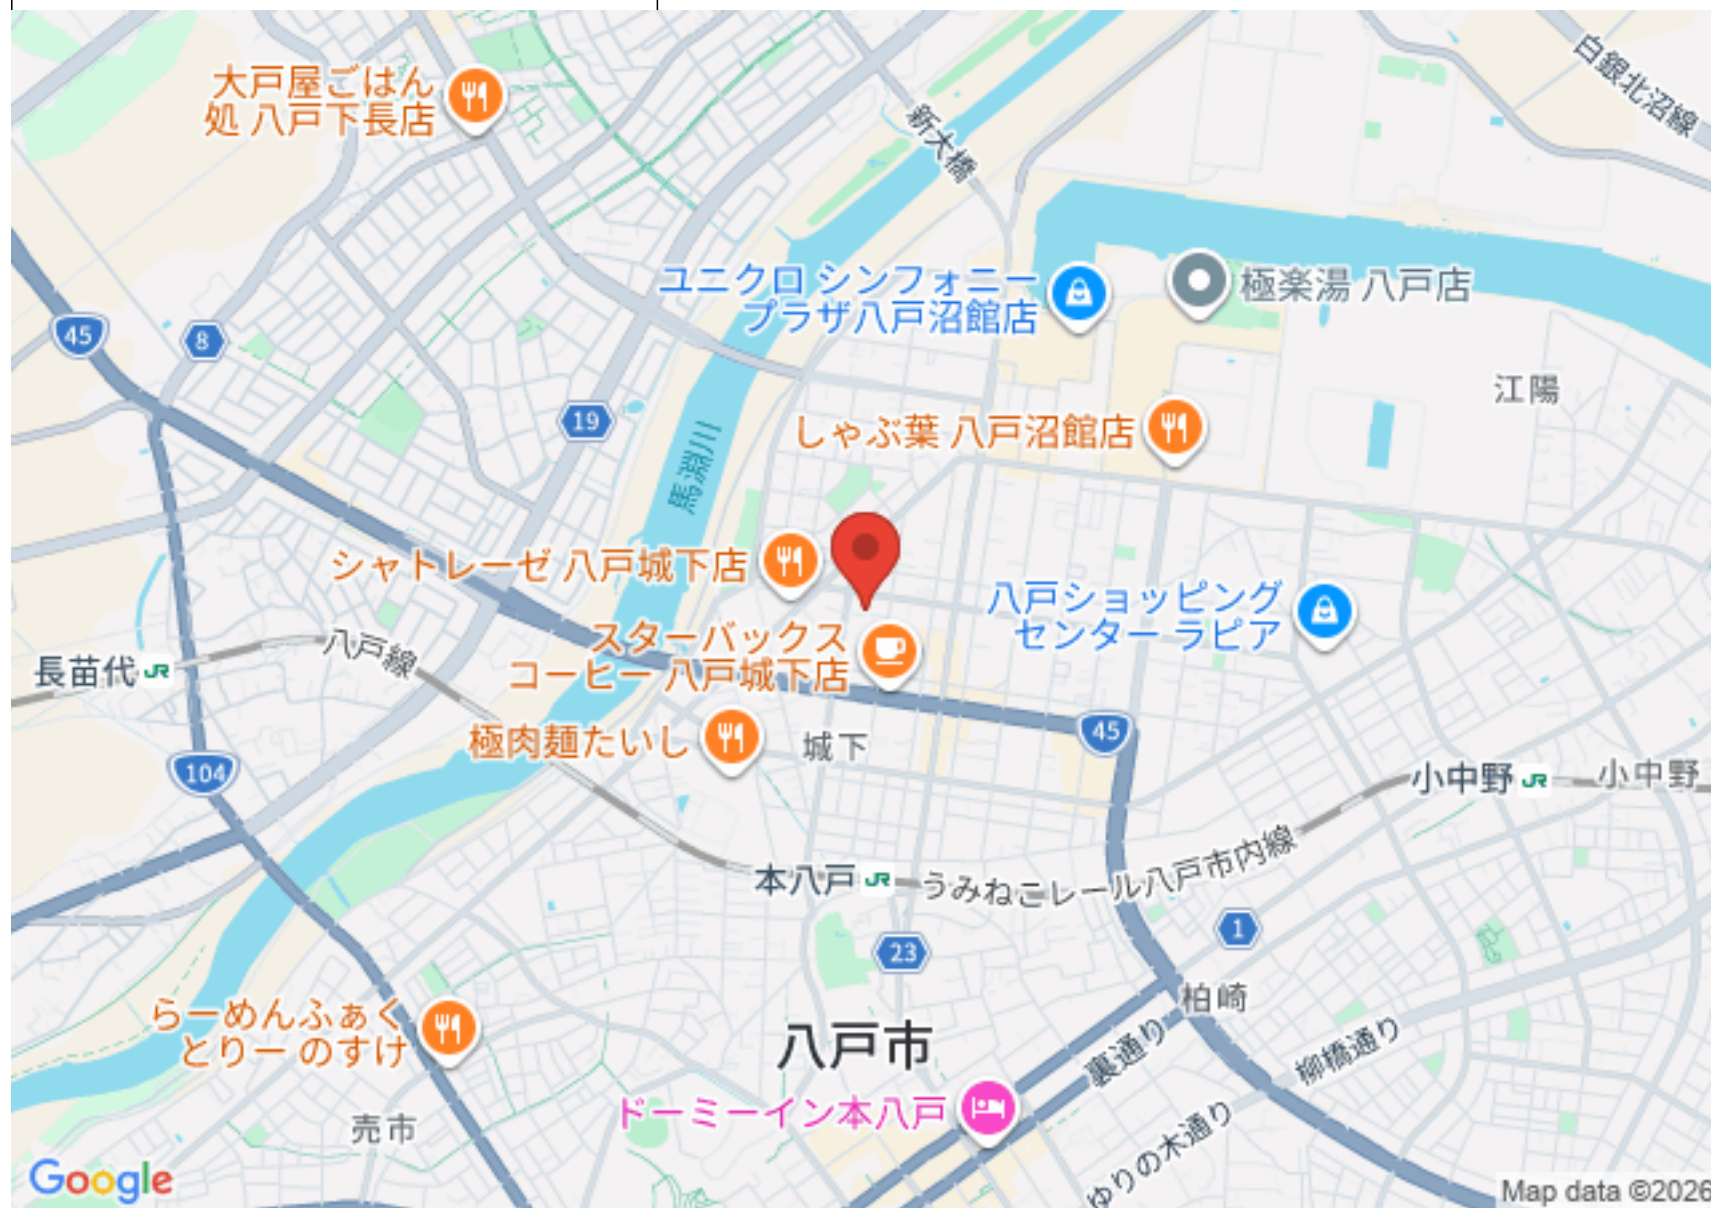 白銀北沼線
大戸屋ごはん
処 八戸下長店
新大橋
ユニクロ シンフォニー
プラザ八戸沼館店
極楽湯 八戸店
45
8
江陽
19
しゃぶ葉 八戸沼館店
馬淵川
シャトレーゼ 八戸城下店
八戸ショッピング
センター ラピア
スターバックス
コーヒー 八戸城下店
八戸線
長苗代 JR
極肉麺たいし
城下
45
104
小中野 JR
小中野
本八戸 JR
うみねこレール八戸市内線
1
23
柏崎
らーめんふぁく
とりー のすけ
八戸市
裏通り
柳橋通り
ドーミーイン本八戸
売市
ゆりの木通り
Google
Map data ©2026